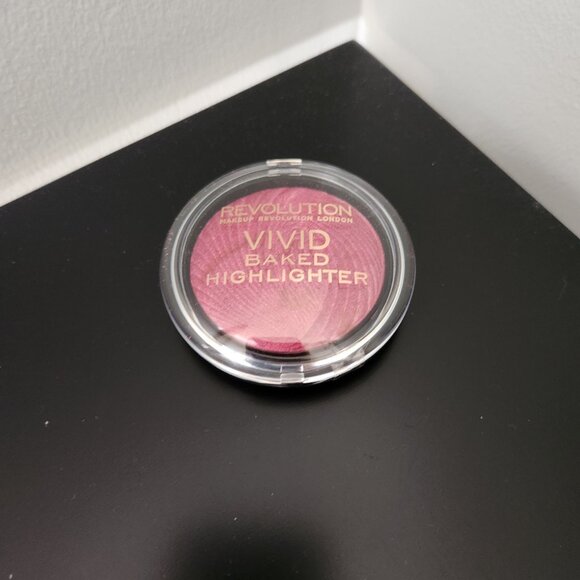 REVOLUTION
MAKEUP REVOLUTION LONDON
VIVID
BAKED
HIGHLIGHTER